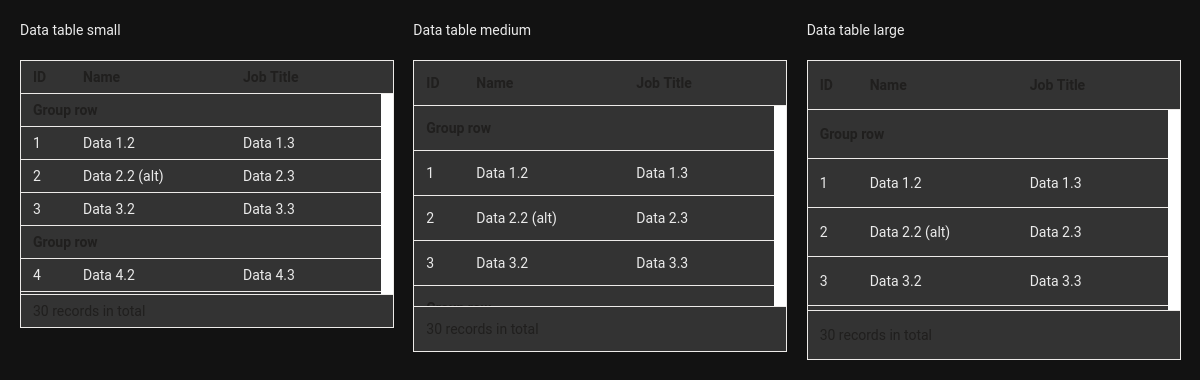 Data table small
ID Name Job Title
Group row
1 Data 1.2 Data 1.3
2 Data 2.2 (alt) Data 2.3
3 Data 3.2 Data 3.3
Group row
4 Data 4.2 Data 4.3
30 records in total
Data table medium
ID Name Job Title
Group row
1 Data 1.2 Data 1.3
2 Data 2.2 (alt) Data 2.3
3 Data 3.2 Data 3.3
30 records in total
Data table large
ID Name Job Title
Group row
1 Data 1.2 Data 1.3
2 Data 2.2 (alt) Data 2.3
3 Data 3.2 Data 3.3
30 records in total